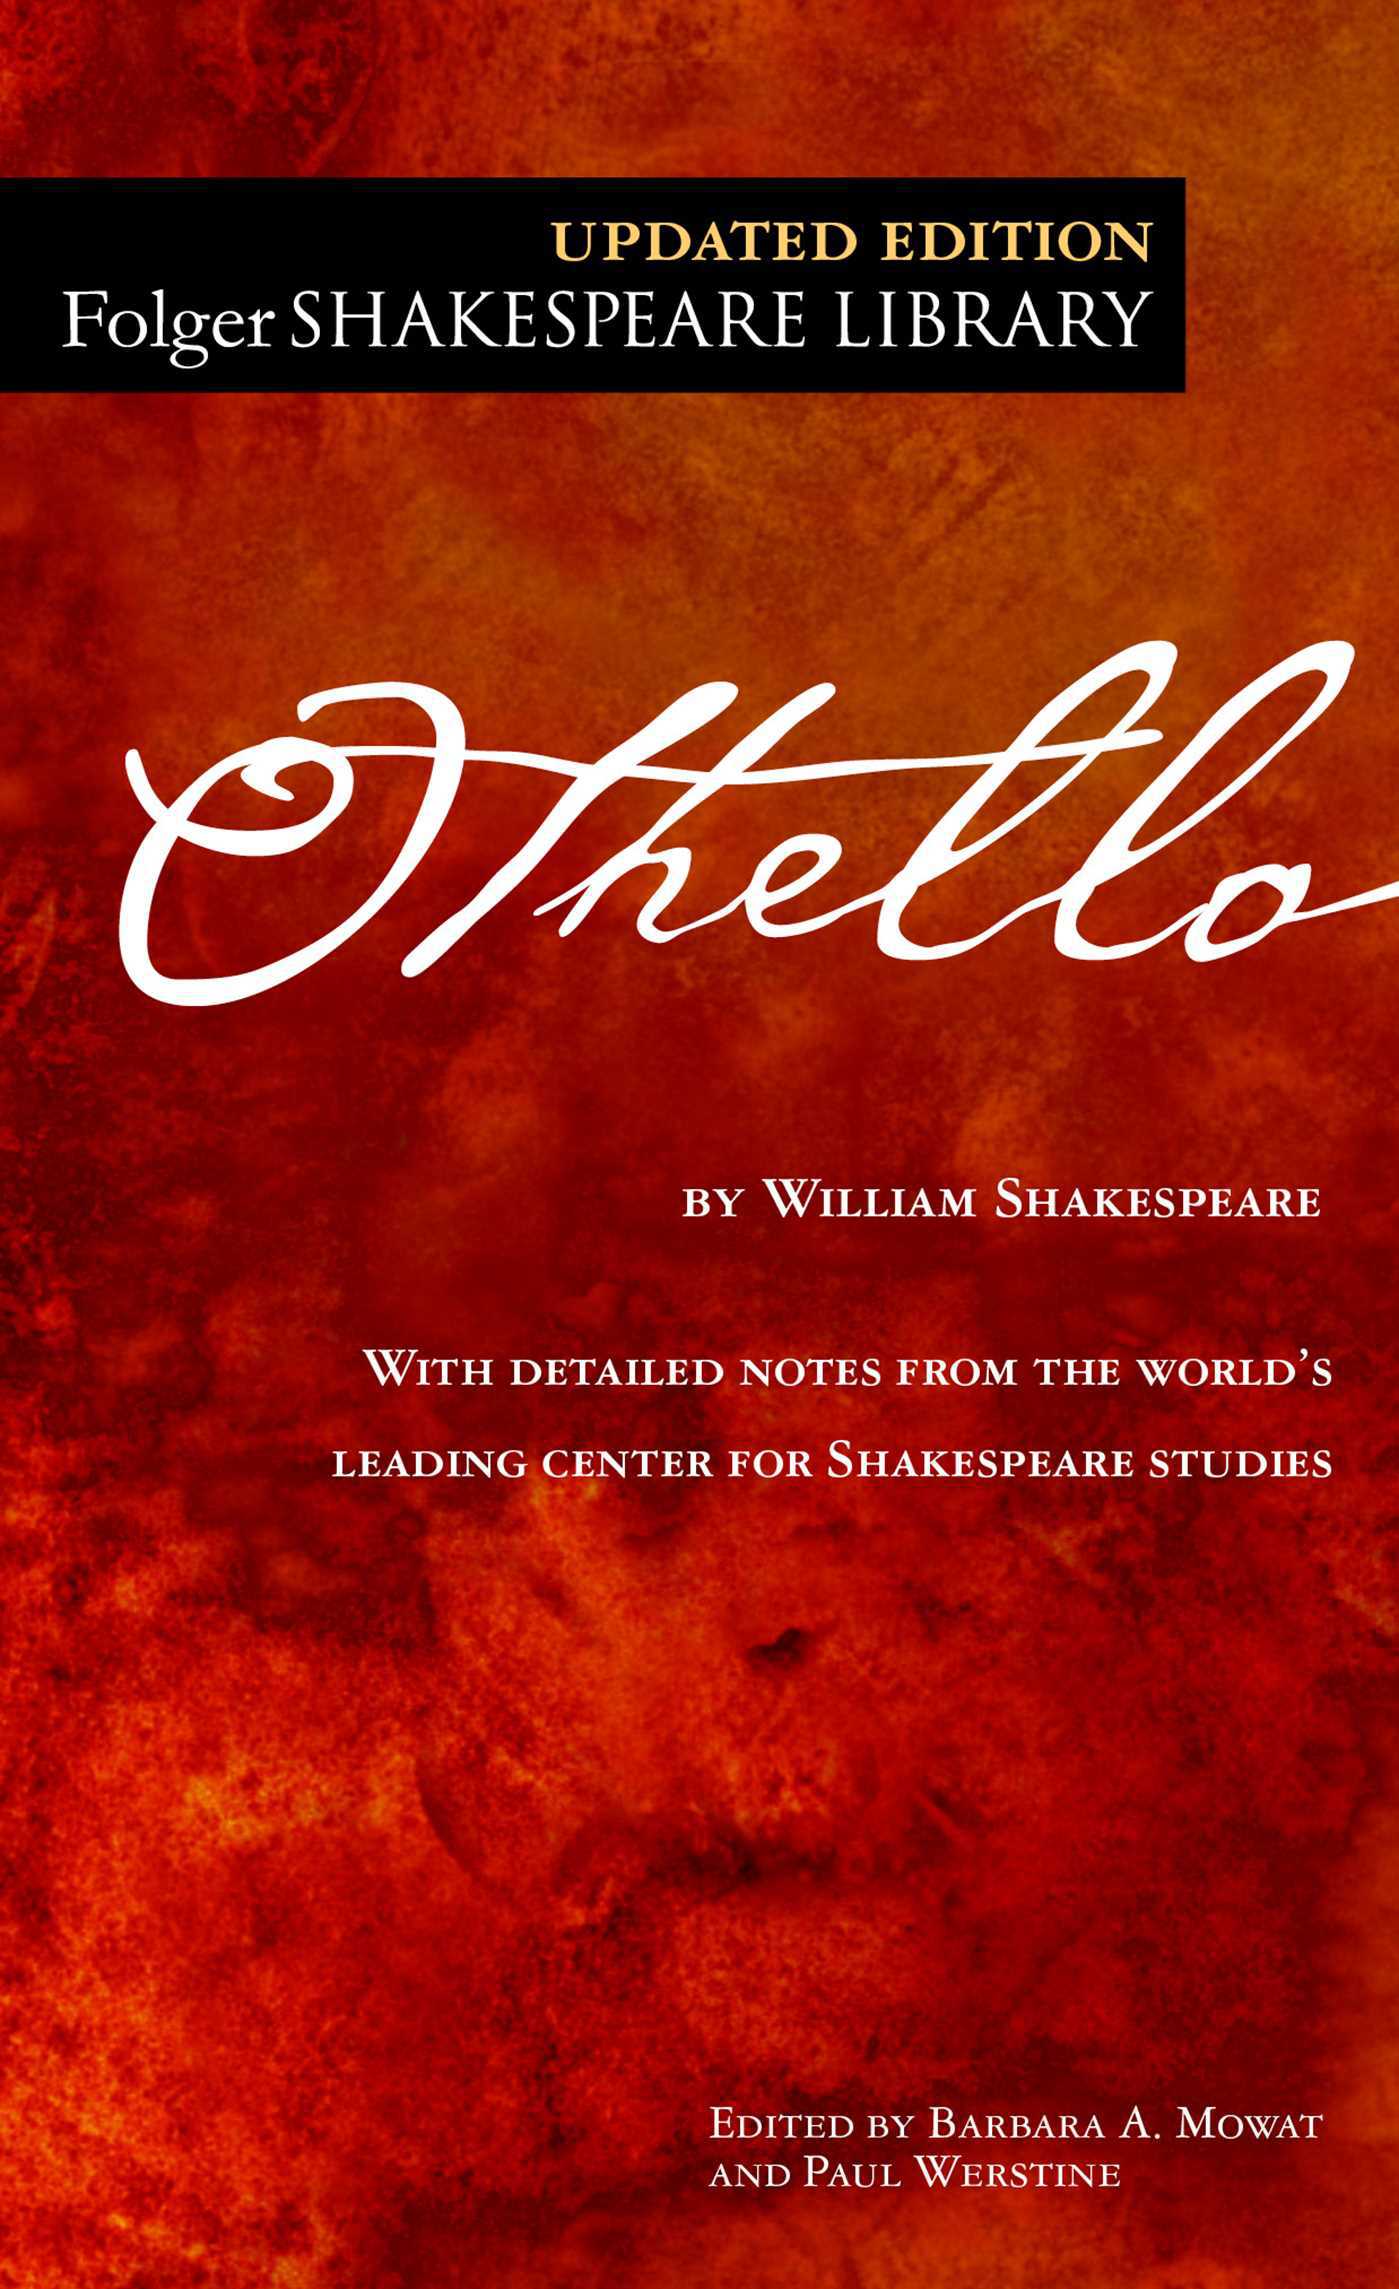 UPDATED EDITION
Folger SHAKESPEARE LIBRARY
Othello
BY WILLIAM SHAKESPEARE
WITH DETAILED NOTES FROM THE WORLD'S
LEADING CENTER FOR SHAKESPEARE STUDIES
EDITED BY BARBARA A. MOWAT
AND PAUL WERSTINE